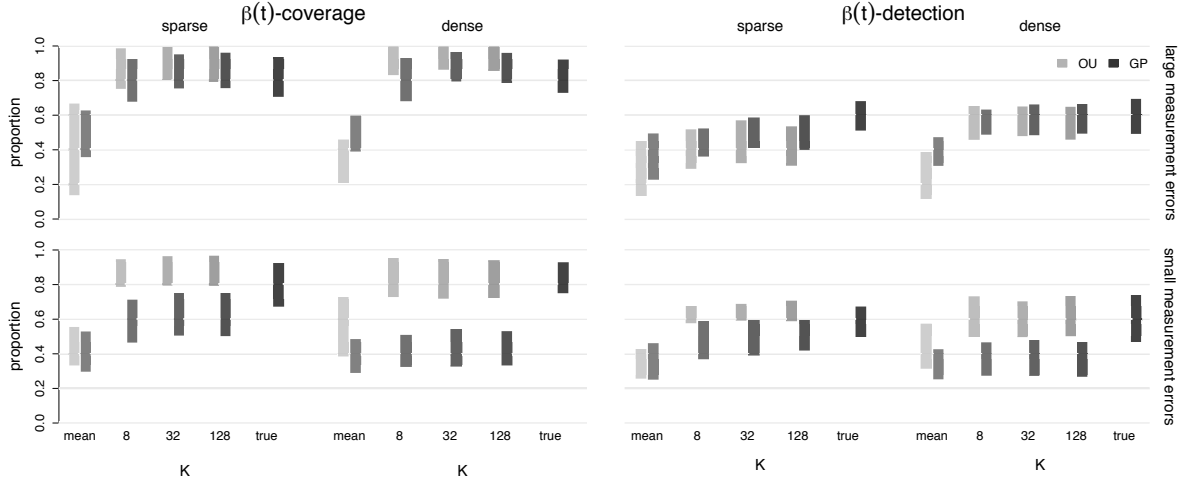 β(t)-coverage
β(t)-detection
sparse
dense
sparse
dense
OU
GP
proportion
0.0
0.2
0.4
0.6
0.8
1.0
large measurement errors
proportion
0.0
0.2
0.4
0.6
0.8
1.0
small measurement errors
mean 8 32 128 true
mean 8 32 128 true
mean 8 32 128 true
mean 8 32 128 true
K
K
K
K